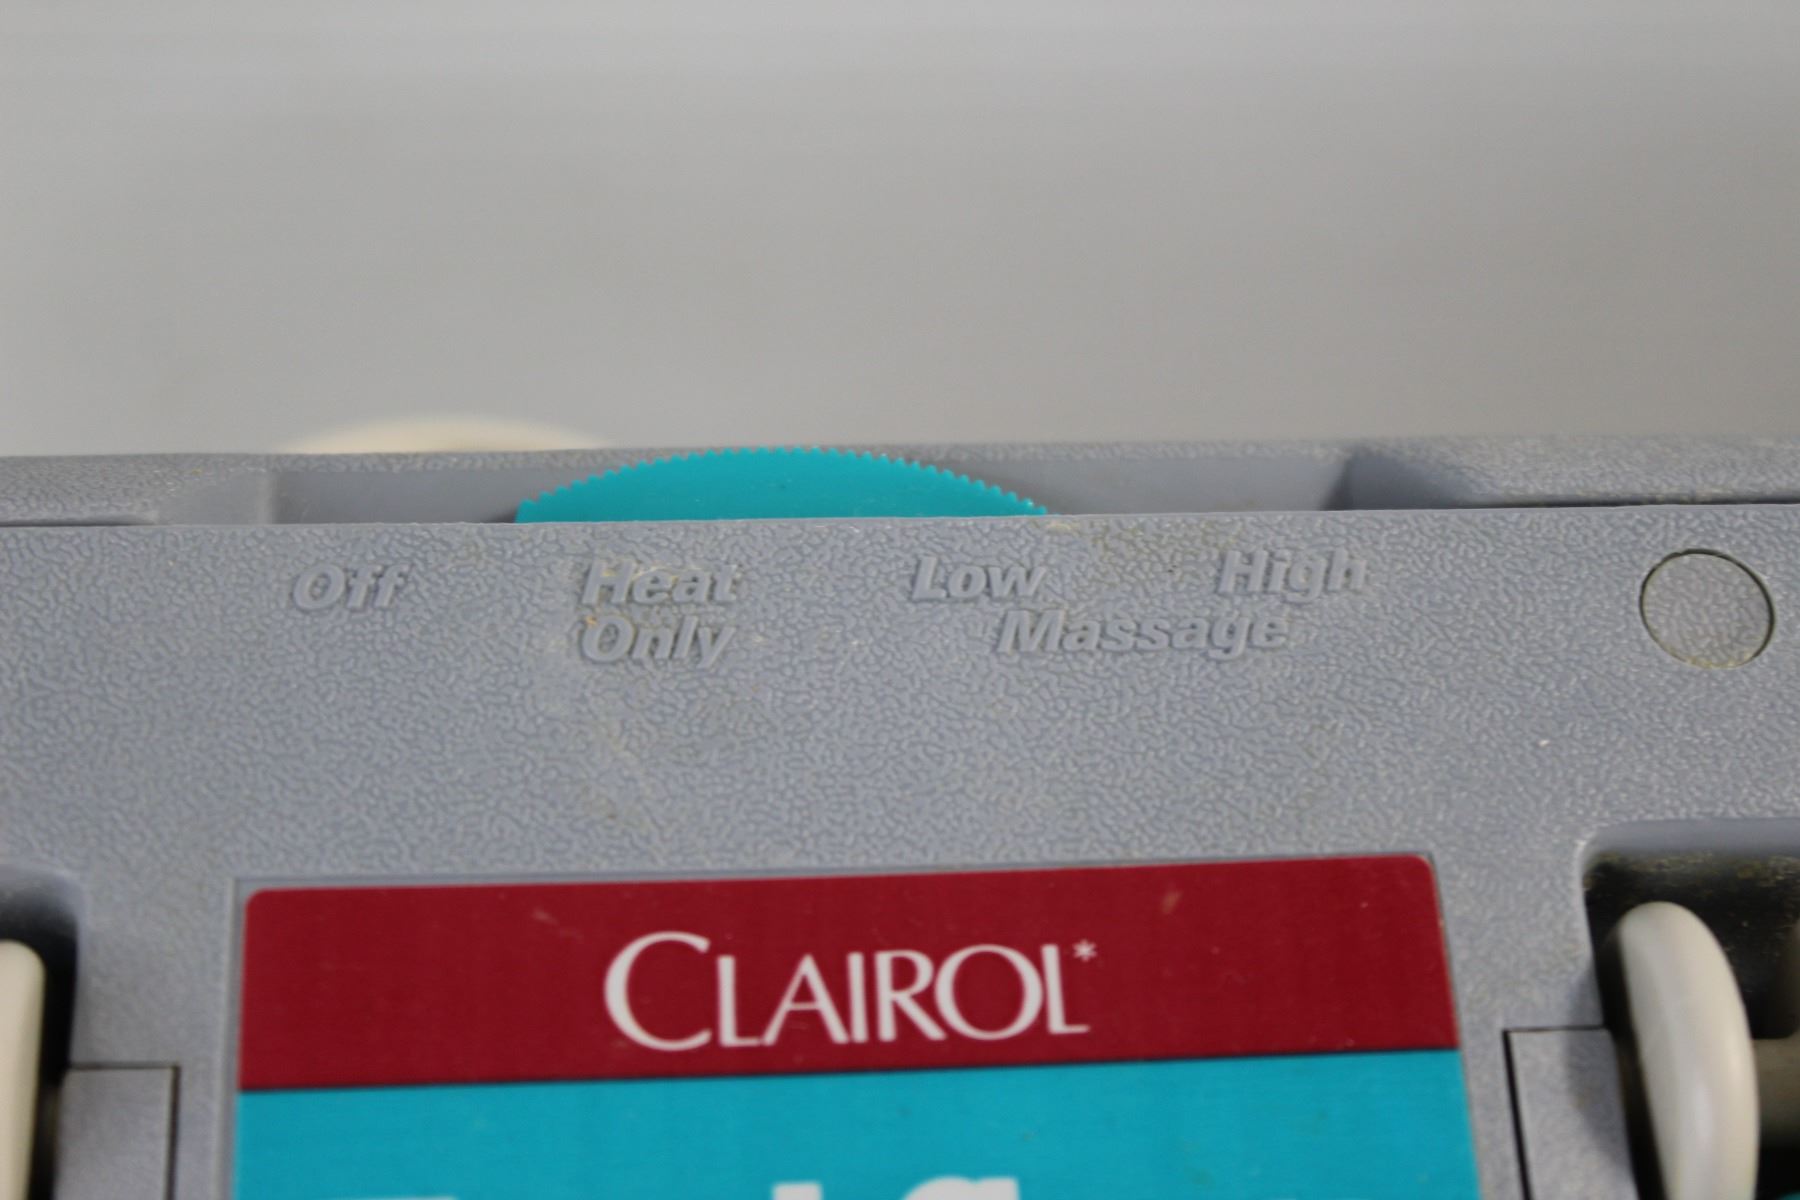 Off Heat Low High
Only Massage
CLAIROL*